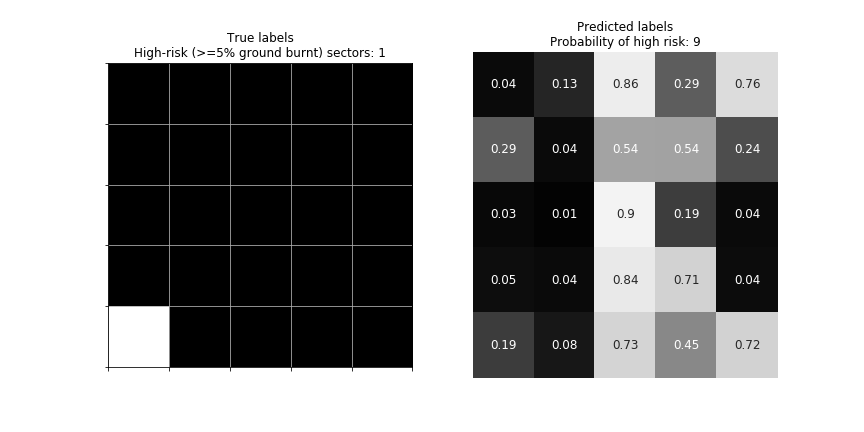 True labels
High-risk (>=5% ground burnt) sectors: 1
Predicted labels
Probability of high risk: 9
0.04 0.13 0.86 0.29 0.76
0.29 0.04 0.54 0.54 0.24
0.03 0.01 0.9 0.19 0.04
0.05 0.04 0.84 0.71 0.04
0.19 0.08 0.73 0.45 0.72